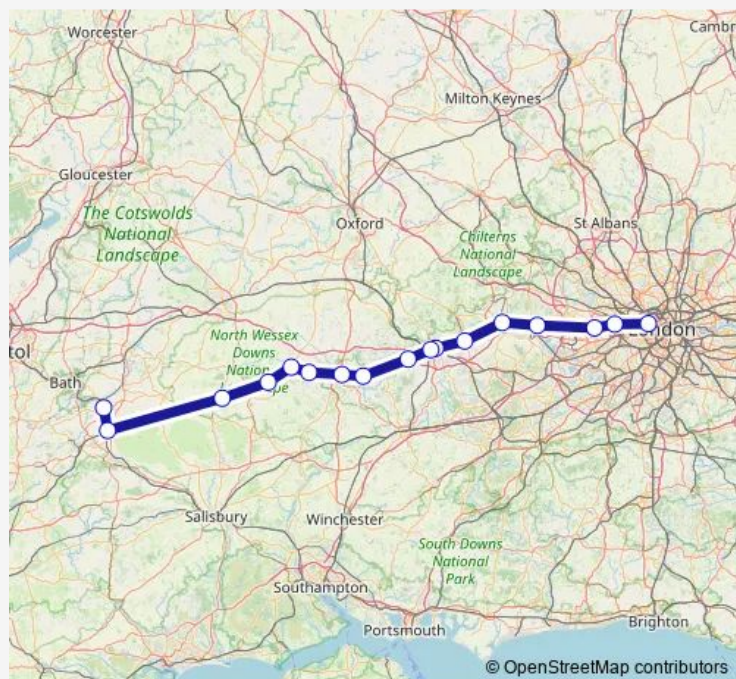 Worcester
Cambr
Milton Keynes
Gloucester
The Cotswolds
National
Landscape
Oxford
St Albans
Chilterns
National
Landscape
London
North Wessex
Downs
tol
Bath
Salisbury
Winchester
South Downs
National
Park
Southampton
Portsmouth
Brighton
© OpenStreetMap contributors